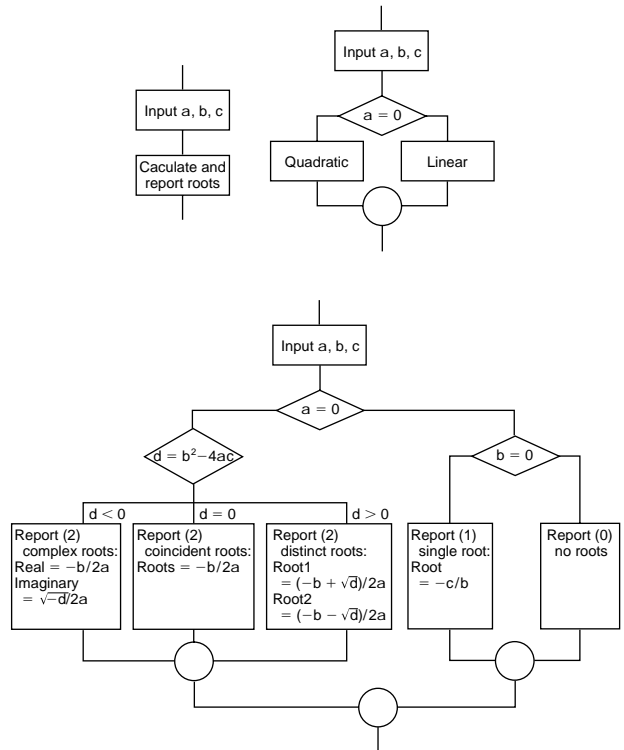 Input a, b, c
Caculate and
report roots
Input a, b, c
a = 0
Quadratic
Linear
Input a, b, c
a = 0
d = b²−4ac
b = 0
d < 0
d = 0
d > 0
Report (2)
complex roots:
Real = −b/2a
Imaginary
= √−d/2a
Report (2)
coincident roots:
Roots = −b/2a
Report (2)
distinct roots:
Root1
= (−b + √d)/2a
Root2
= (−b − √d)/2a
Report (1)
single root:
Root
= −c/b
Report (0)
no roots